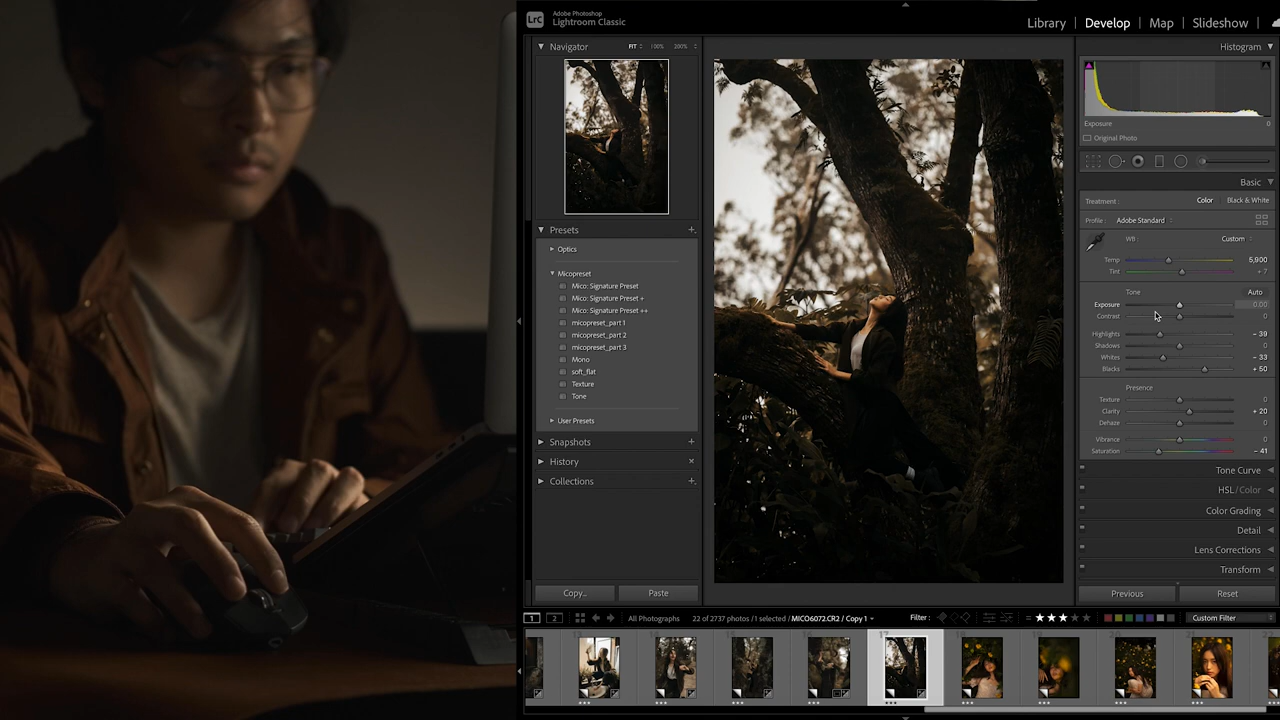 LrC
Adobe Photoshop
Lightroom Classic
Library | Develop | Map | Slideshow |
Navigator FIT 100% 200%
Presets +
Optics
Micopreset
Mico: Signature Preset
Mico: Signature Preset +
Mico: Signature Preset ++
micopreset_part 1
micopreset_part 2
micopreset_part 3
Mono
soft_flat
Texture
Tone
User Presets
Snapshots +
History ×
Collections +
Copy... Paste
Histogram
Exposure 0
Original Photo
Basic
Treatment : Color Black & White
Profile : Adobe Standard
WB : Custom
Temp 5,900
Tint + 7
Tone Auto
Exposure 0.00
Contrast 0
Highlights – 39
Shadows 0
Whites – 33
Blacks + 50
Presence
Texture 0
Clarity + 20
Dehaze 0
Vibrance 0
Saturation – 41
Tone Curve
HSL/Color
Color Grading
Detail
Lens Corrections
Transform
Previous Reset
1 2 All Photographs 22 of 2737 photos /1 selected /MICO6072.CR2 / Copy 1 Filter : Custom Filter